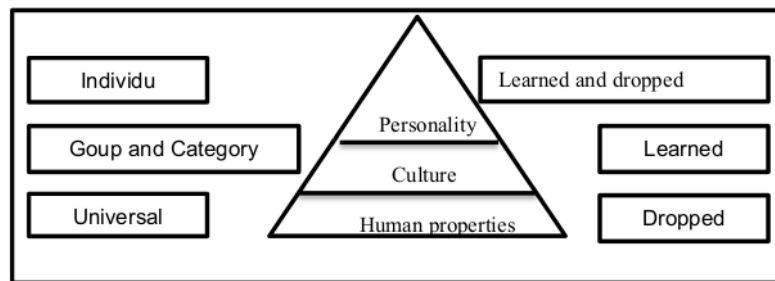 Individu
Learned and dropped
Personality
Goup and Category
Learned
Culture
Universal
Dropped
Human properties